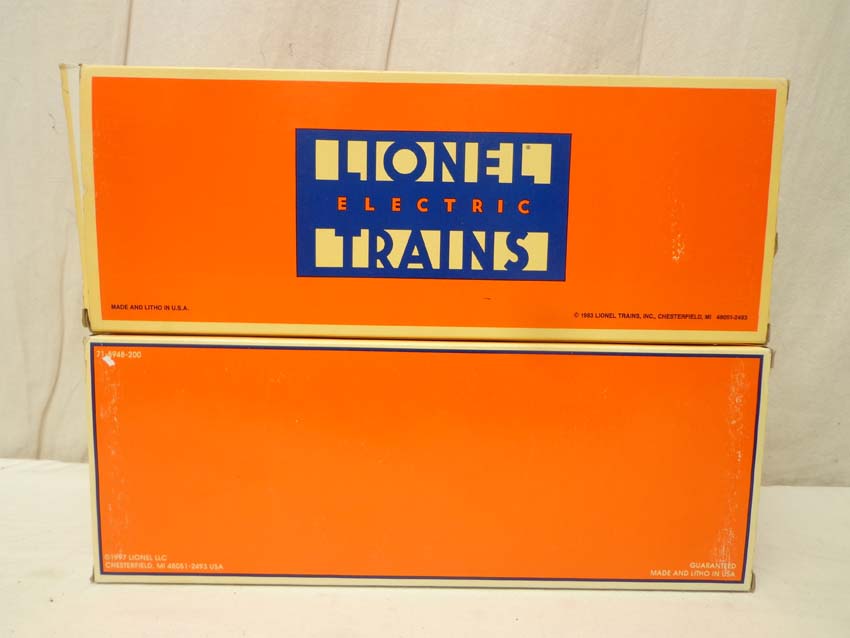 LIONEL®
ELECTRIC
TRAINS
MADE AND LITHO IN U.S.A.
© 1993 LIONEL TRAINS, INC., CHESTERFIELD, MI 48051-2493
-200
©1997 LIONEL LLC
CHESTERFIELD, MI 48051-2493 USA
GUARANTEED
MADE AND LITHO IN USA